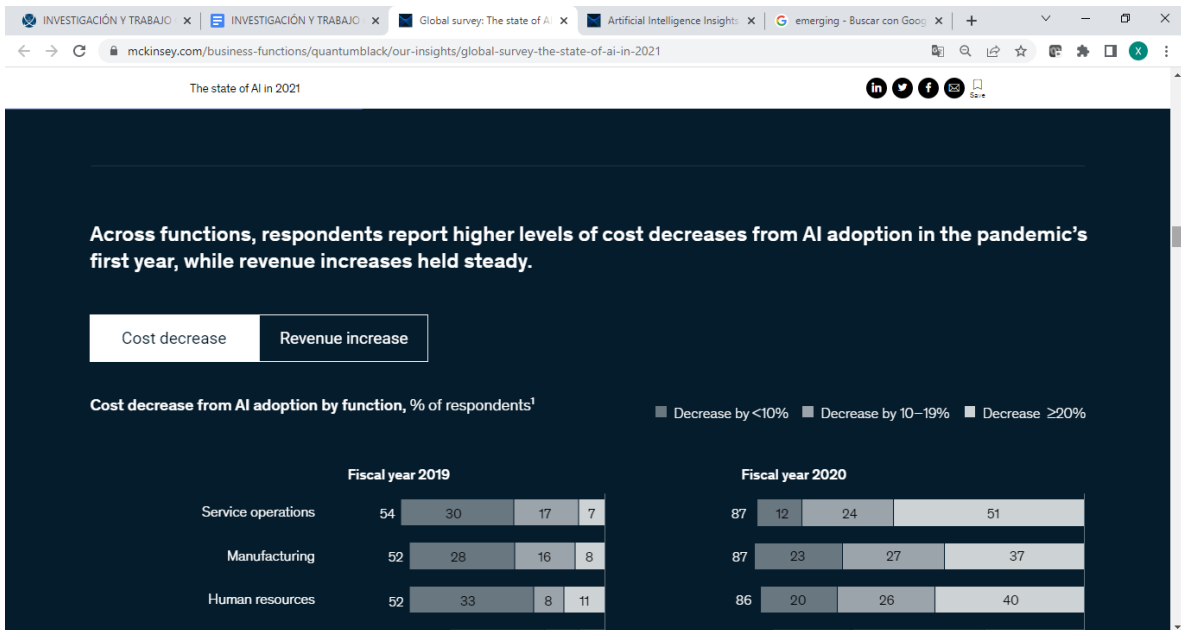 INVESTIGACIÓN Y TRABAJO
INVESTIGACIÓN Y TRABAJO
Global survey: The state of AI
Artificial Intelligence Insights
emerging - Buscar con Goog
mckinsey.com/business-functions/quantumblack/our-insights/global-survey-the-state-of-ai-in-2021
X
The state of AI in 2021
in
f
Save
Across functions, respondents report higher levels of cost decreases from AI adoption in the pandemic's
first year, while revenue increases held steady.
Cost decrease
Revenue increase
Cost decrease from AI adoption by function, % of respondents¹
Decrease by <10%
Decrease by 10–19%
Decrease ≥20%
Fiscal year 2019
Fiscal year 2020
Service operations 54 30 17 7 87 12 24 51
Manufacturing 52 28 16 8 87 23 27 37
Human resources 52 33 8 11 86 20 26 40